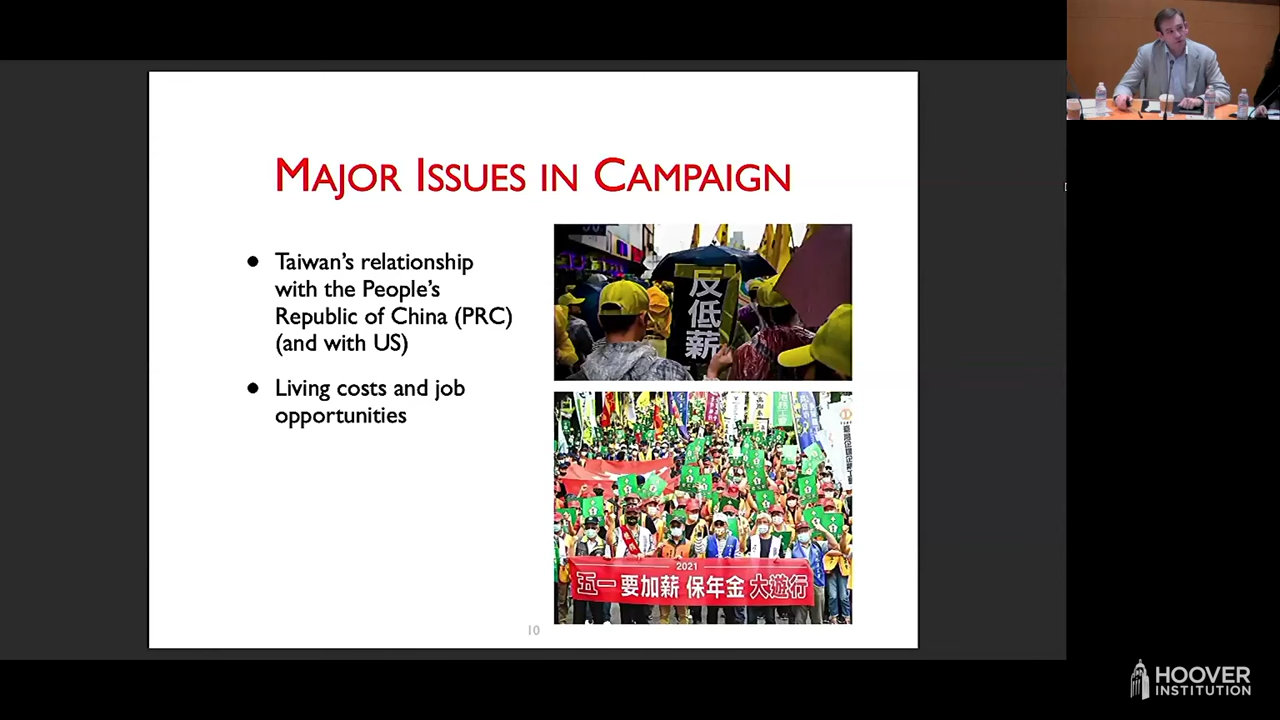 MAJOR ISSUES IN CAMPAIGN
• Taiwan's relationship
with the People's
Republic of China (PRC)
(and with US)
• Living costs and job
opportunities
反
低
薪
2021
五一 要加薪 保年金 大遊行
10
HOOVER
INSTITUTION